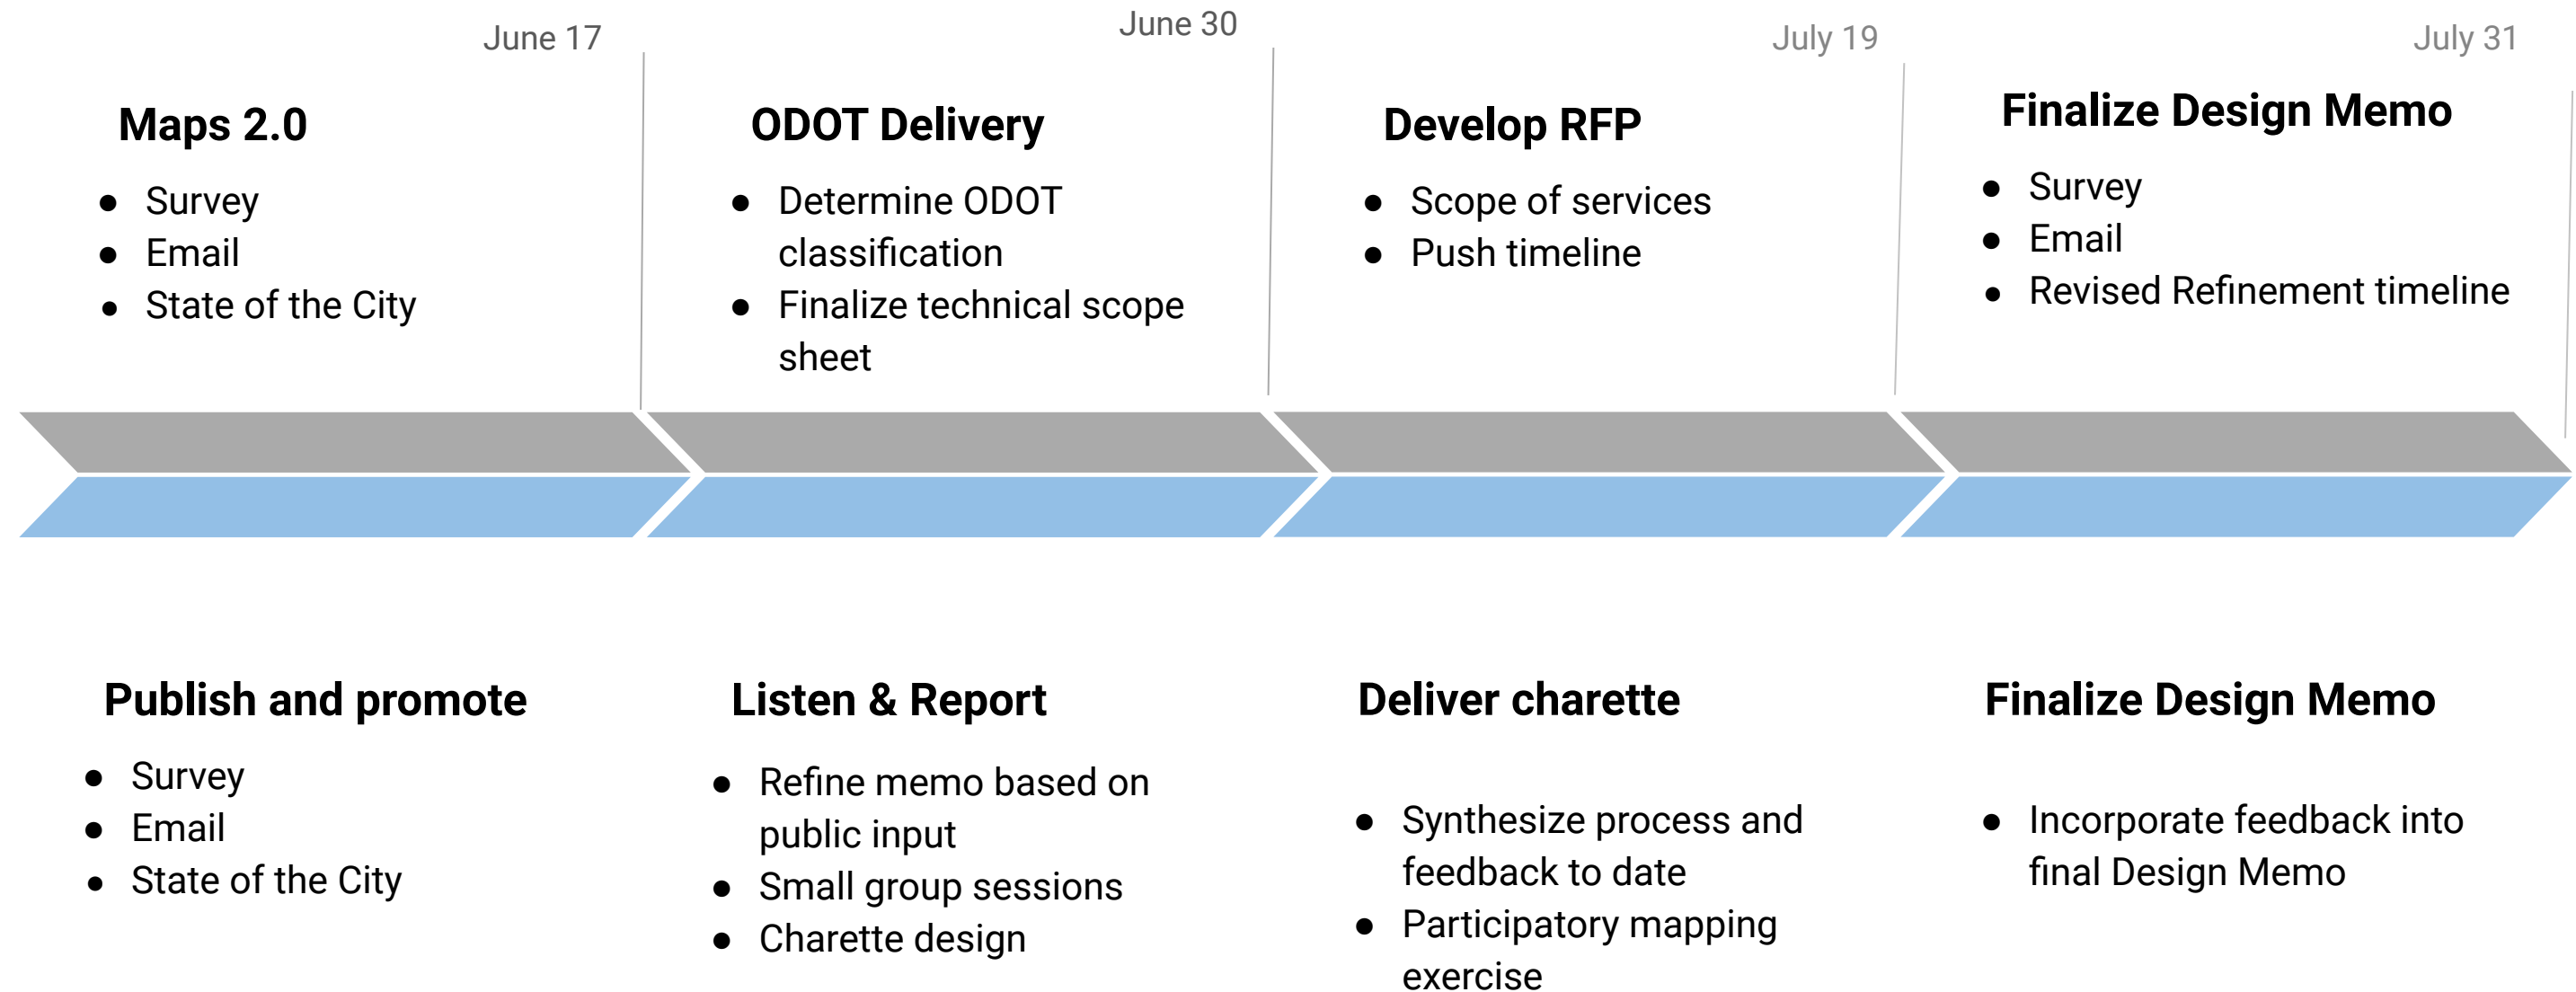 June 17
June 30
July 19
July 31
Maps 2.0
● Survey
● Email
● State of the City
ODOT Delivery
● Determine ODOT
classification
● Finalize technical scope
sheet
Develop RFP
● Scope of services
● Push timeline
Finalize Design Memo
● Survey
● Email
● Revised Refinement timeline
Publish and promote
● Survey
● Email
● State of the City
Listen & Report
● Refine memo based on
public input
● Small group sessions
● Charette design
Deliver charette
● Synthesize process and
feedback to date
● Participatory mapping
exercise
Finalize Design Memo
● Incorporate feedback into
final Design Memo